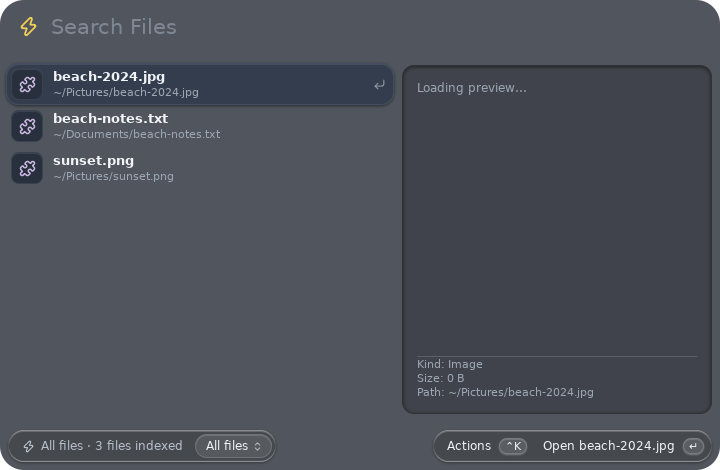 Search Files
beach-2024.jpg
~/Pictures/beach-2024.jpg
beach-notes.txt
~/Documents/beach-notes.txt
sunset.png
~/Pictures/sunset.png
Loading preview...
Kind: Image
Size: 0 B
Path: ~/Pictures/beach-2024.jpg
All files · 3 files indexed
All files
Actions ^K Open beach-2024.jpg ↵